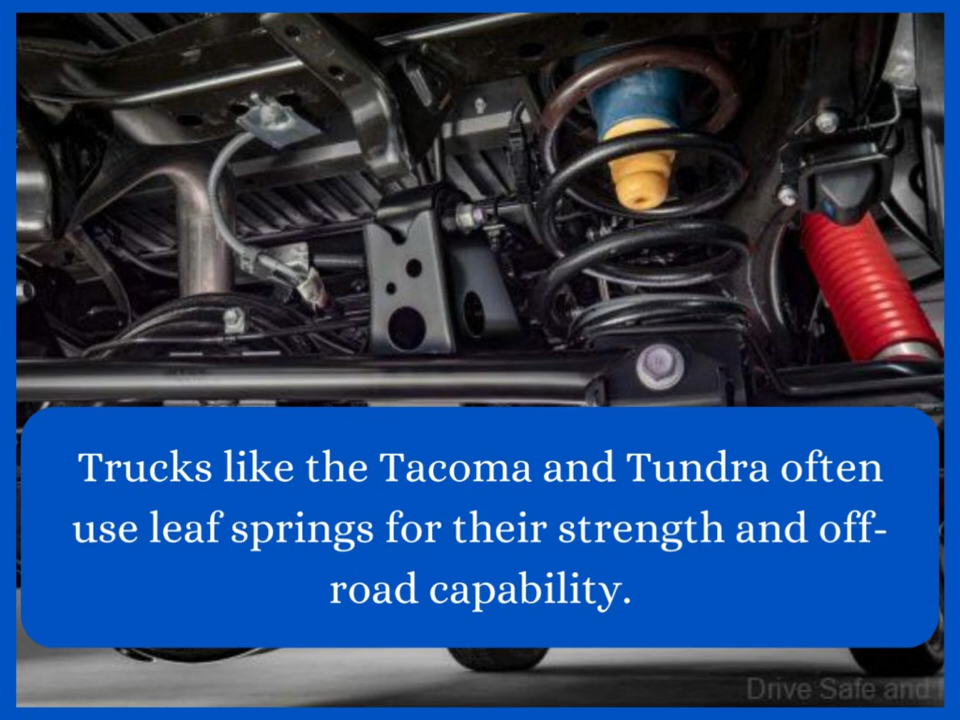 Trucks like the Tacoma and Tundra often
use leaf springs for their strength and off-
road capability.
Drive Safe and